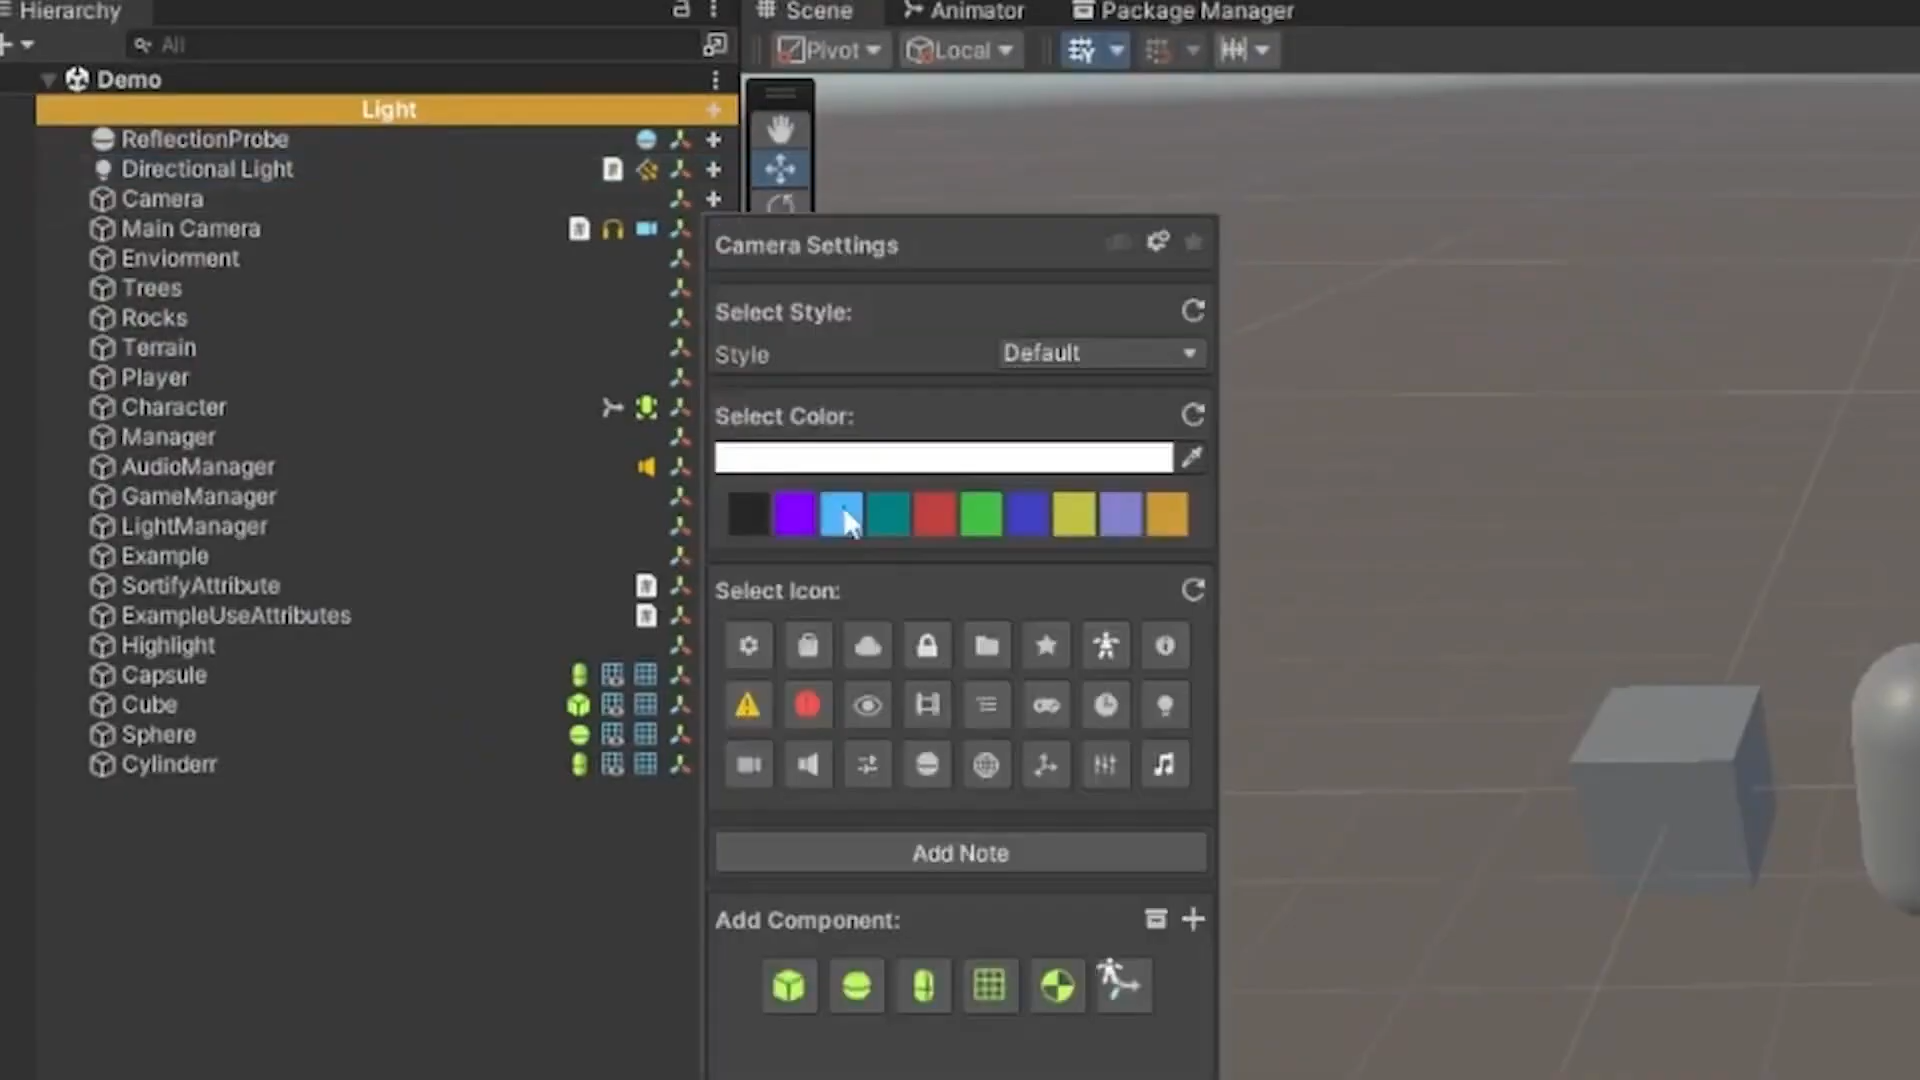 Hierarchy
All
Demo
Light
ReflectionProbe
Directional Light
Camera
Main Camera
Enviorment
Trees
Rocks
Terrain
Player
Character
Manager
AudioManager
GameManager
LightManager
Example
SortifyAttribute
ExampleUseAttributes
Highlight
Capsule
Cube
Sphere
Cylinderr
Scene
Animator
Package Manager
Pivot
Local
Camera Settings
Select Style:
Style
Default
Select Color:
Select Icon:
Add Note
Add Component: